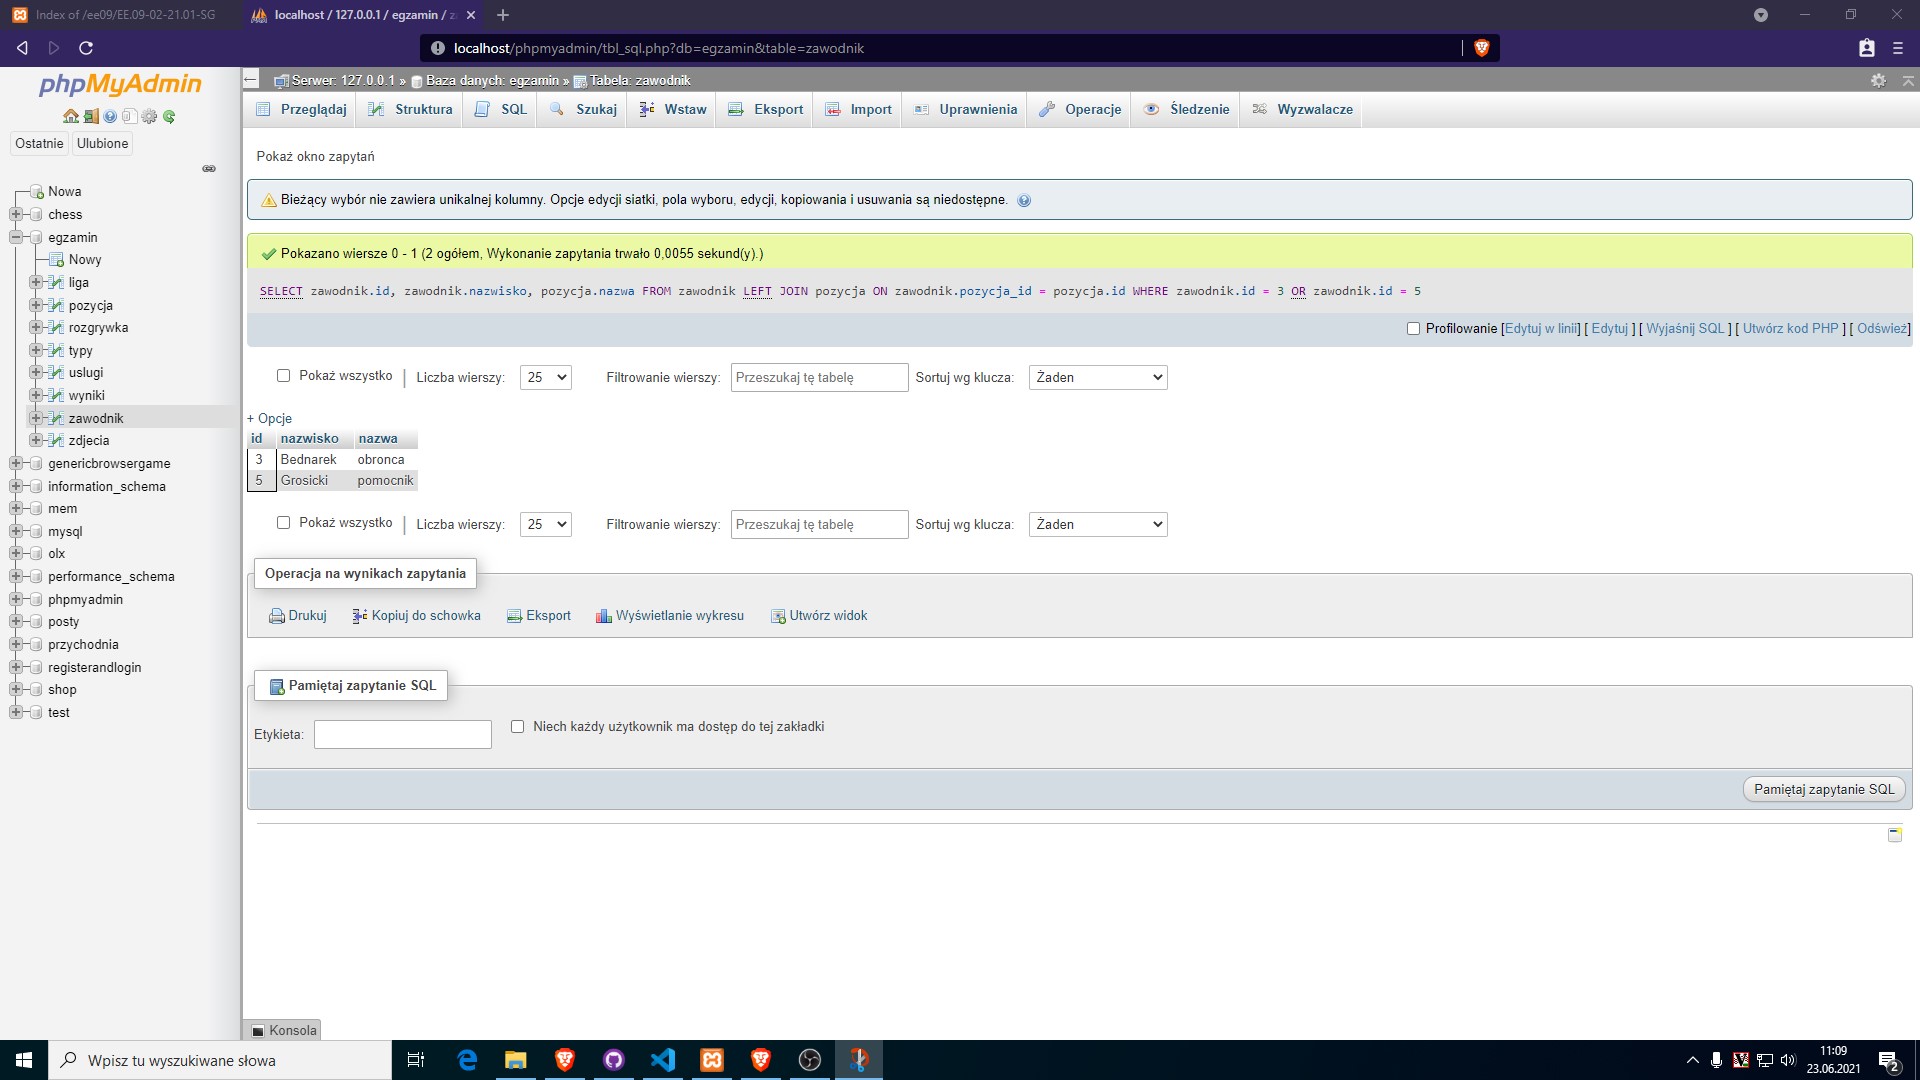 Index of /ee09/EE.09-02-21.01-SG
localhost / 127.0.0.1 / egzamin / z
localhost/phpmyadmin/tbl_sql.php?db=egzamin&table=zawodnik
phpMyAdmin
Ostatnie Ulubione
Nowa
chess
egzamin
Nowy
liga
pozycja
rozgrywka
typy
uslugi
wyniki
zawodnik
zdjecia
genericbrowsergame
information_schema
mem
mysql
olx
performance_schema
phpmyadmin
posty
przychodnia
registerandlogin
shop
test
Serwer: 127.0.0.1 » Baza danych: egzamin » Tabela: zawodnik
Przeglądaj Struktura SQL Szukaj Wstaw Eksport Import Uprawnienia Operacje Śledzenie Wyzwalacze
Pokaż okno zapytań
Bieżący wybór nie zawiera unikalnej kolumny. Opcje edycji siatki, pola wyboru, edycji, kopiowania i usuwania są niedostępne.
Pokazano wiersze 0 - 1 (2 ogółem, Wykonanie zapytania trwało 0,0055 sekund(y).)
SELECT zawodnik.id, zawodnik.nazwisko, pozycja.nazwa FROM zawodnik LEFT JOIN pozycja ON zawodnik.pozycja_id = pozycja.id WHERE zawodnik.id = 3 OR zawodnik.id = 5
Profilowanie [Edytuj w linii] [ Edytuj ] [ Wyjaśnij SQL ] [ Utwórz kod PHP ] [ Odśwież]
Pokaż wszystko | Liczba wierszy: 25 Filtrowanie wierszy: Przeszukaj tę tabelę Sortuj wg klucza: Żaden
+ Opcje
id nazwisko nazwa
3 Bednarek obronca
5 Grosicki pomocnik
Pokaż wszystko | Liczba wierszy: 25 Filtrowanie wierszy: Przeszukaj tę tabelę Sortuj wg klucza: Żaden
Operacja na wynikach zapytania
Drukuj Kopiuj do schowka Eksport Wyświetlanie wykresu Utwórz widok
Pamiętaj zapytanie SQL
Etykieta: Niech każdy użytkownik ma dostęp do tej zakładki
Pamiętaj zapytanie SQL
Konsola
Wpisz tu wyszukiwane słowa
11:09
23.06.2021
2